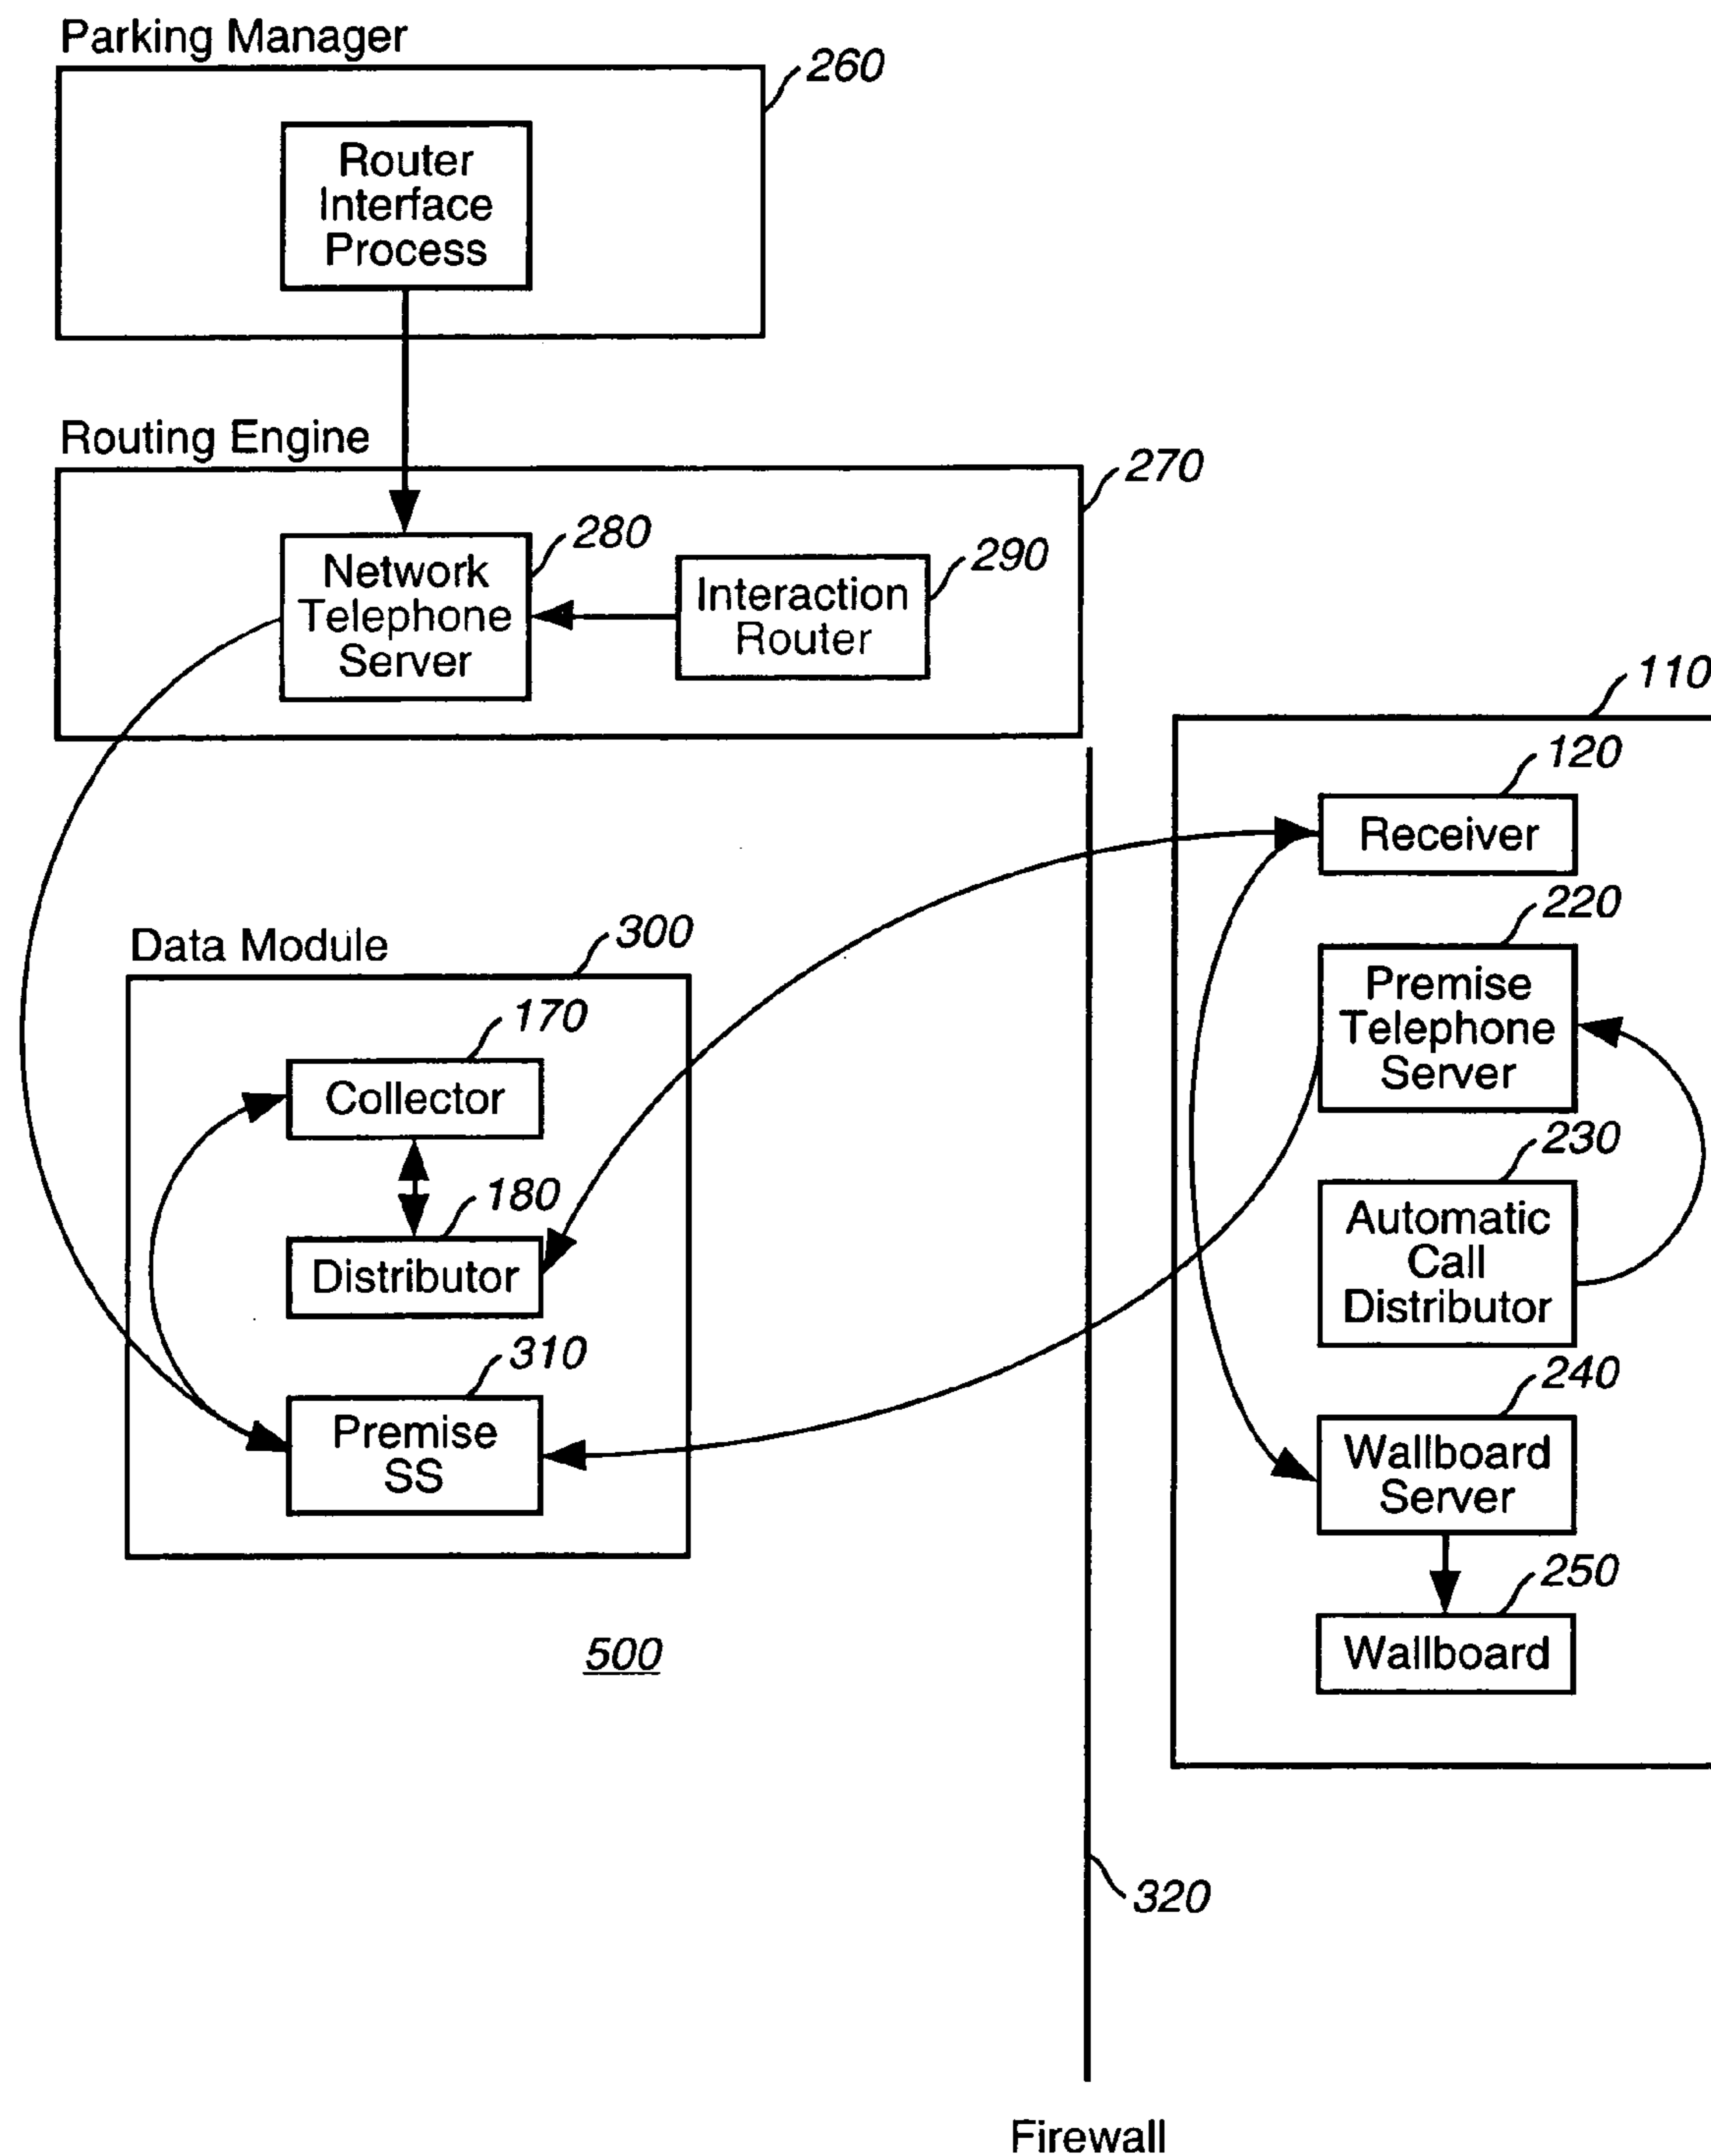 Parking Manager
260
Router
Interface
Process
Routing Engine
270
Network
Telephone
Server
280
Interaction
Router
290
110
120
Receiver
220
Premise
Telephone
Server
230
Automatic
Call
Distributor
240
Wallboard
Server
250
Wallboard
Data Module
300
170
Collector
180
Distributor
310
Premise
SS
500
320
Firewall